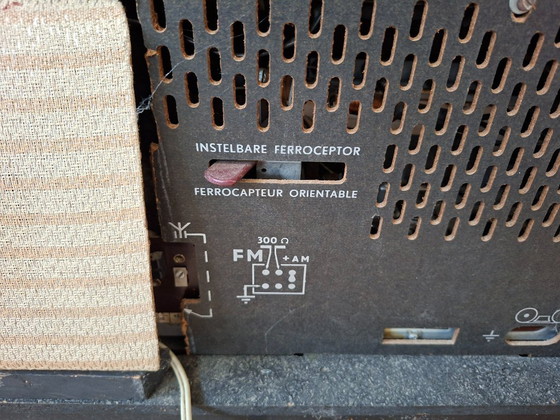 INSTELBARE FERROCEPTOR
FERROCAPTEUR ORIENTABLE
300 Ω
FM + AM